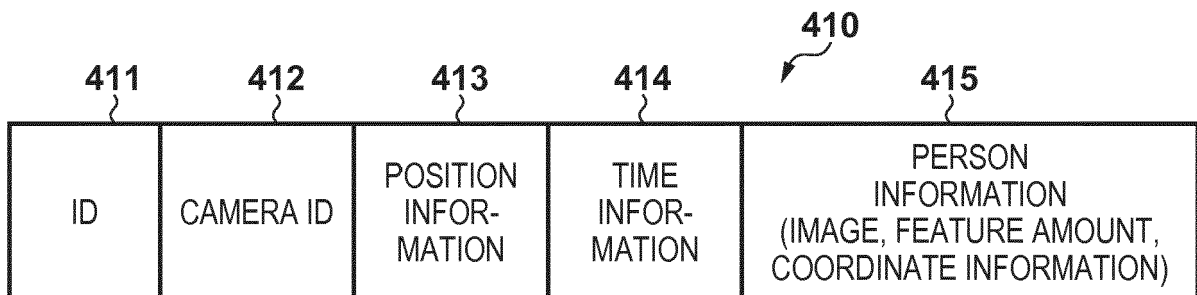 410
411 412 413 414 415
ID
CAMERA ID
POSITION
INFOR-
MATION
TIME
INFOR-
MATION
PERSON
INFORMATION
(IMAGE, FEATURE AMOUNT,
COORDINATE INFORMATION)